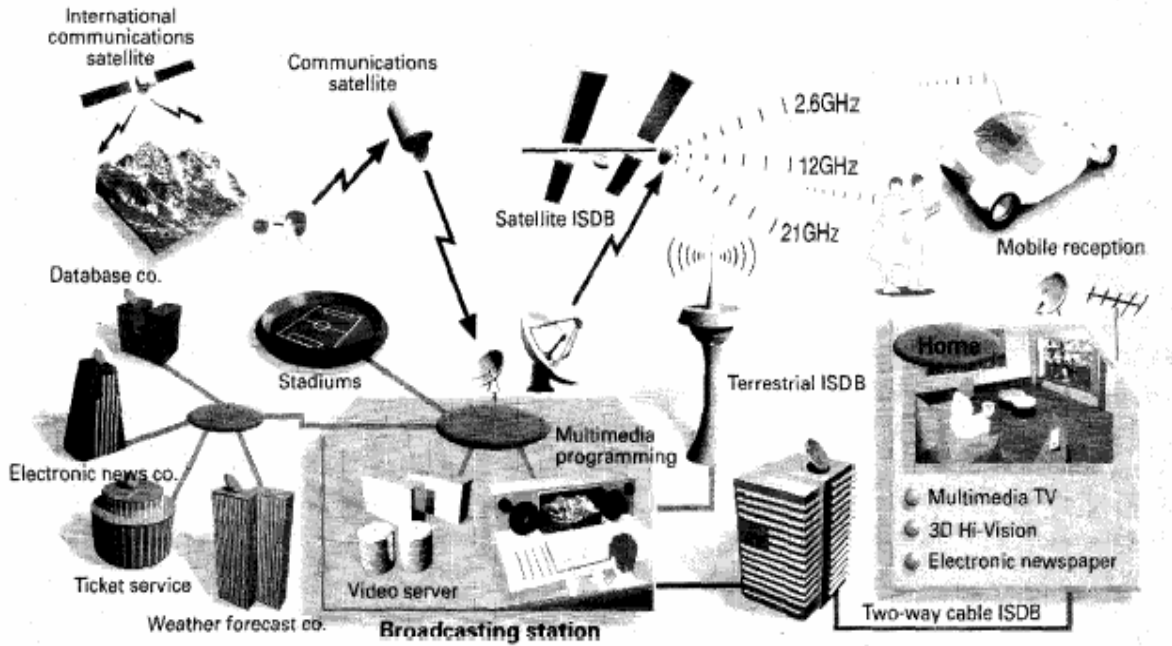 International
communications
satellite
Communications
satellite
2.6GHz
12GHz
21GHz
Satellite ISDB
Mobile reception
Database co.
Stadiums
Terrestrial ISDB
Home
Multimedia
programming
Electronic news co.
Multimedia TV
3D Hi-Vision
Electronic newspaper
Ticket service
Video server
Weather forecast co.
Two-way cable ISDB
Broadcasting station